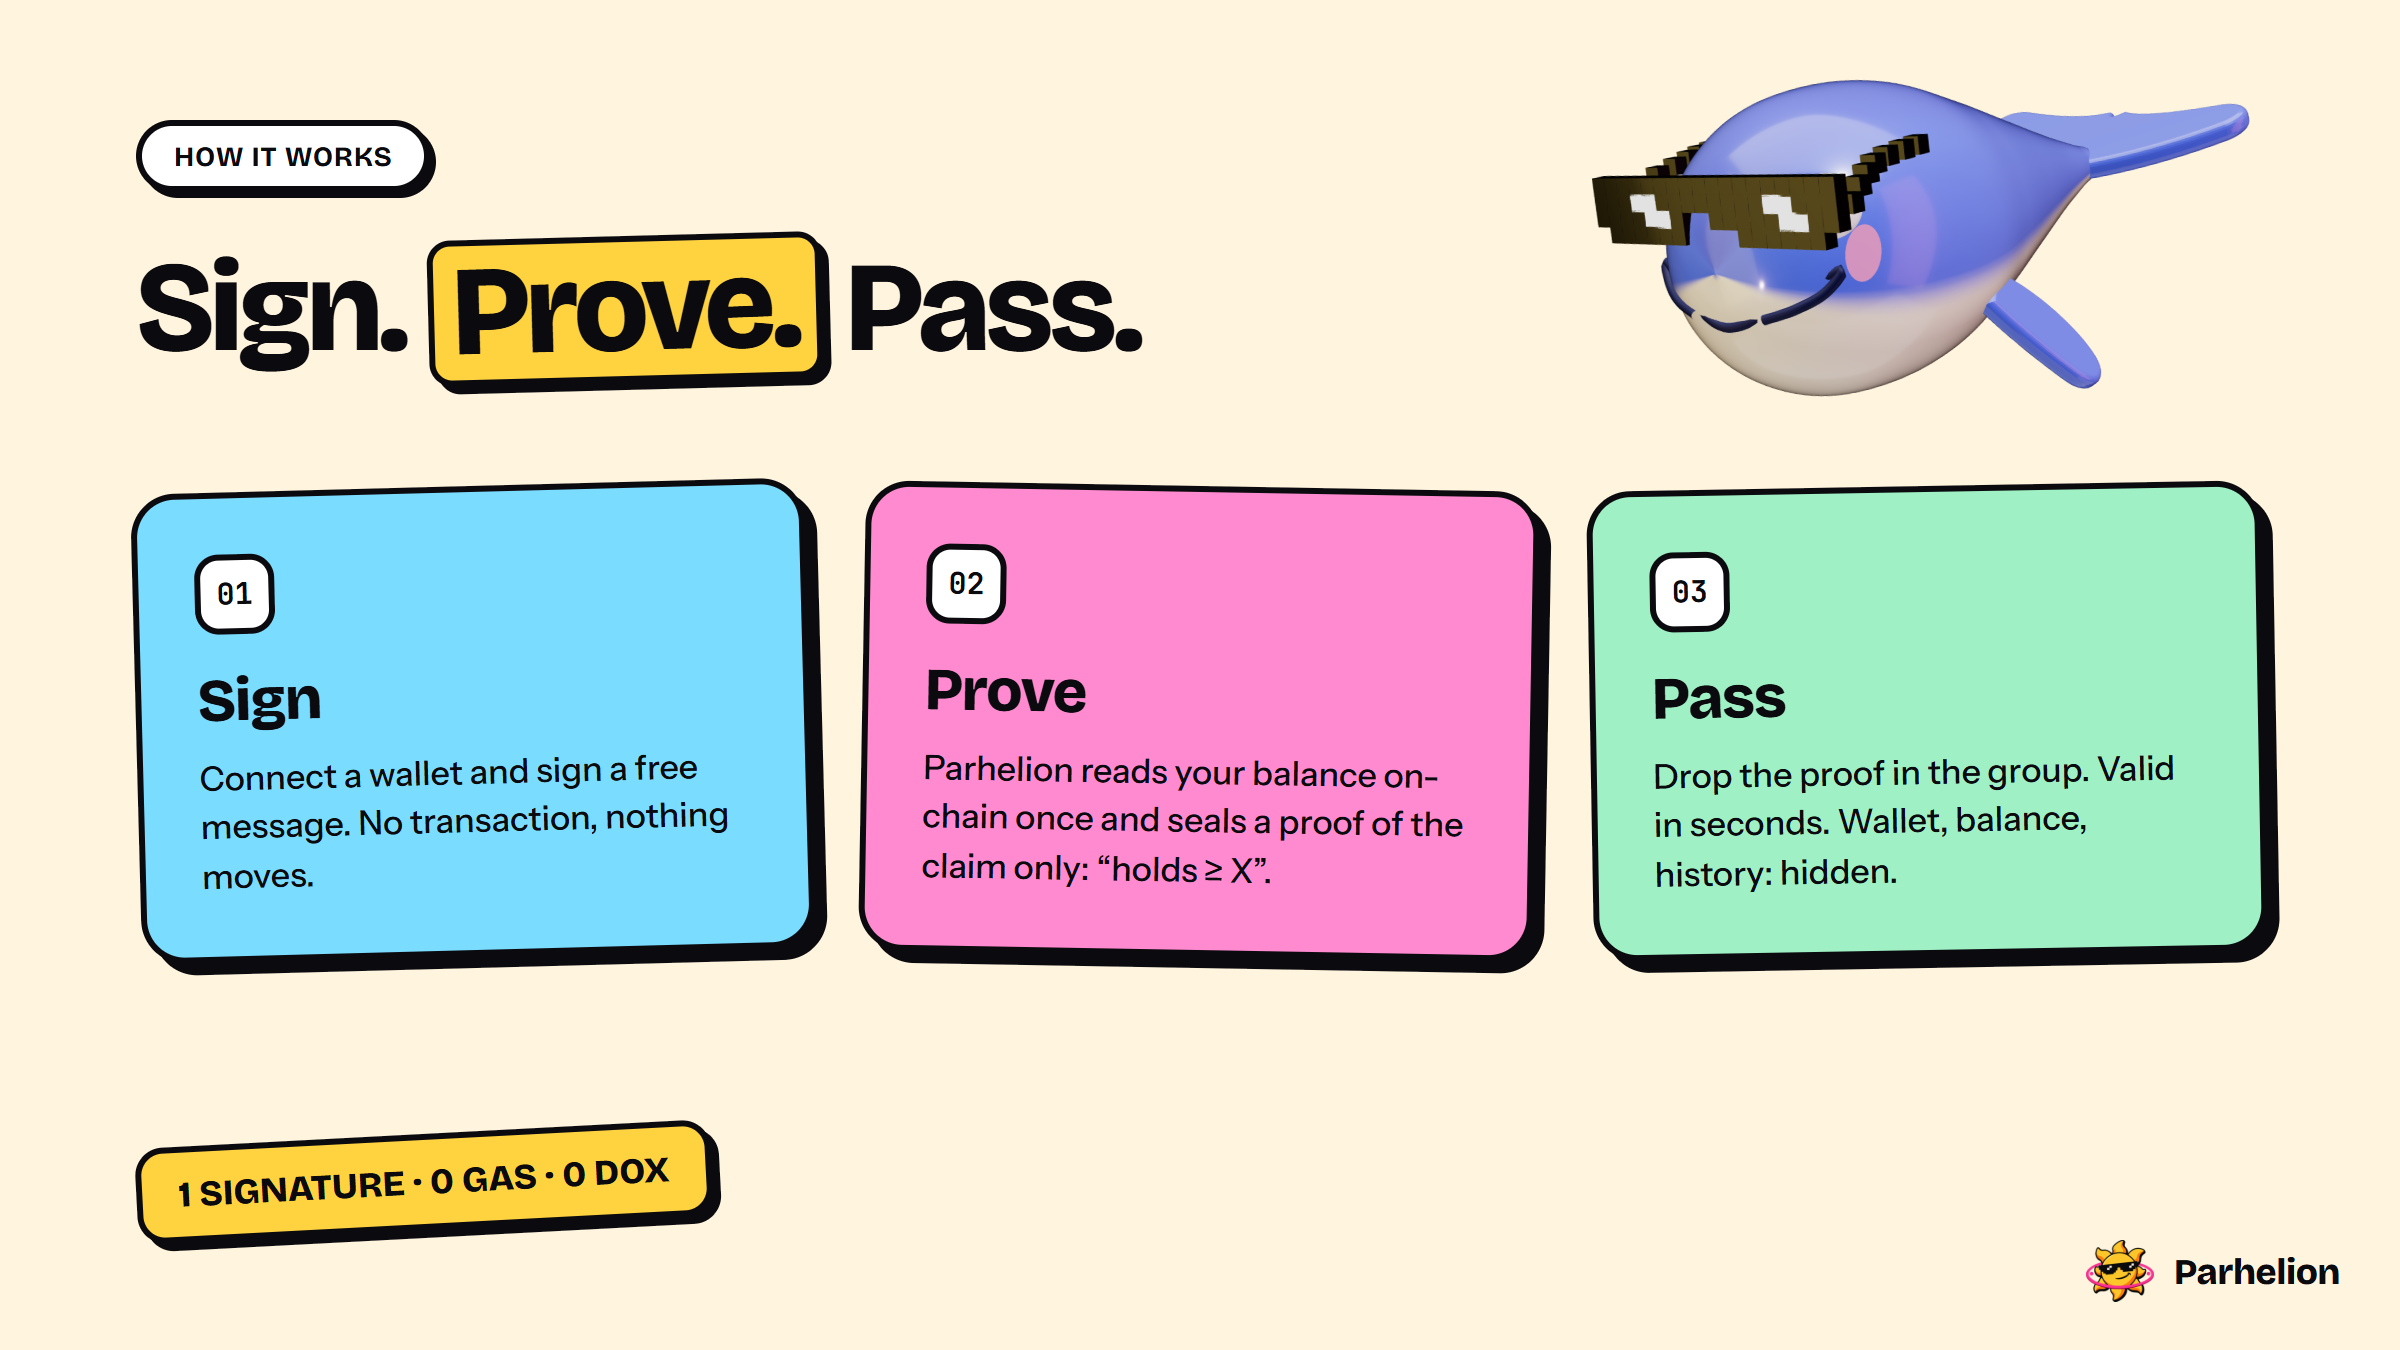 HOW IT WORKS
Sign. Prove. Pass.
01
Sign
Connect a wallet and sign a free
message. No transaction, nothing
moves.
02
Prove
Parhelion reads your balance on-
chain once and seals a proof of the
claim only: “holds ≥ X”.
03
Pass
Drop the proof in the group. Valid
in seconds. Wallet, balance,
history: hidden.
1 SIGNATURE · 0 GAS · 0 DOX
Parhelion